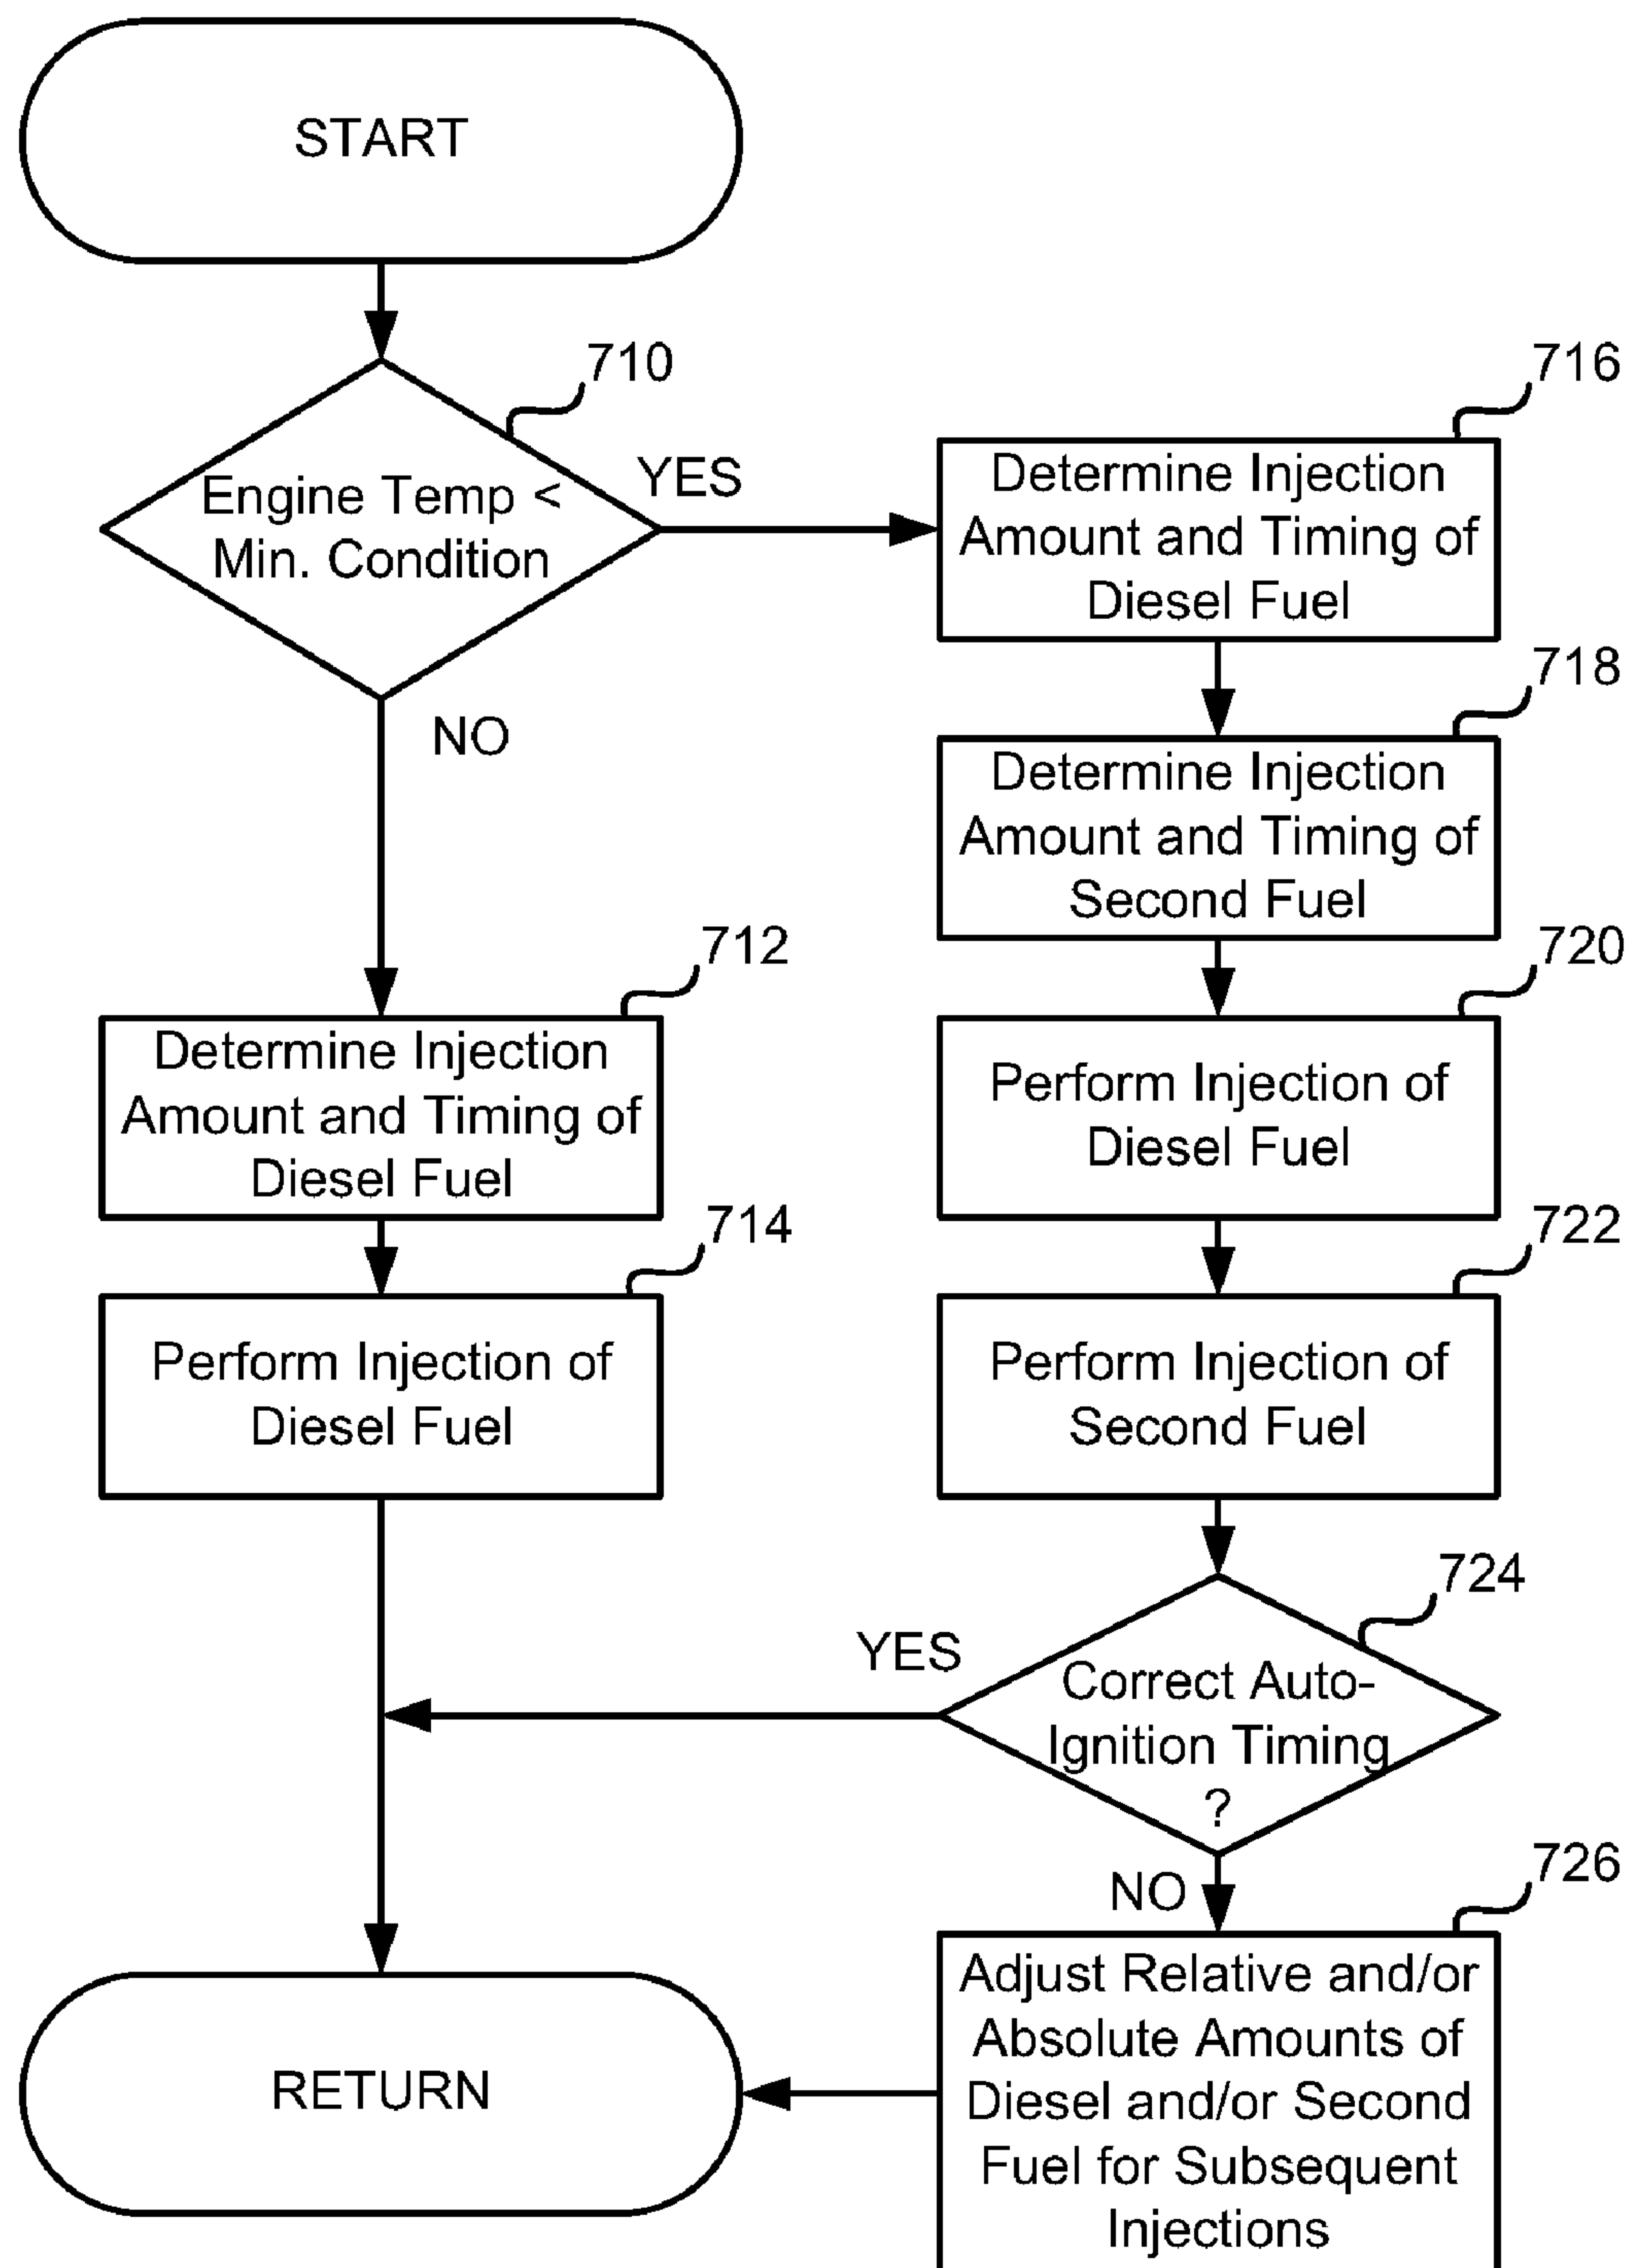 START
710
Engine Temp <
Min. Condition
YES
NO
716
Determine Injection
Amount and Timing of
Diesel Fuel
718
Determine Injection
Amount and Timing of
Second Fuel
712
Determine Injection
Amount and Timing of
Diesel Fuel
720
Perform Injection of
Diesel Fuel
714
Perform Injection of
Diesel Fuel
722
Perform Injection of
Second Fuel
724
Correct Auto-
Ignition Timing
?
YES
NO
726
Adjust Relative and/or
Absolute Amounts of
Diesel and/or Second
Fuel for Subsequent
Injections
RETURN